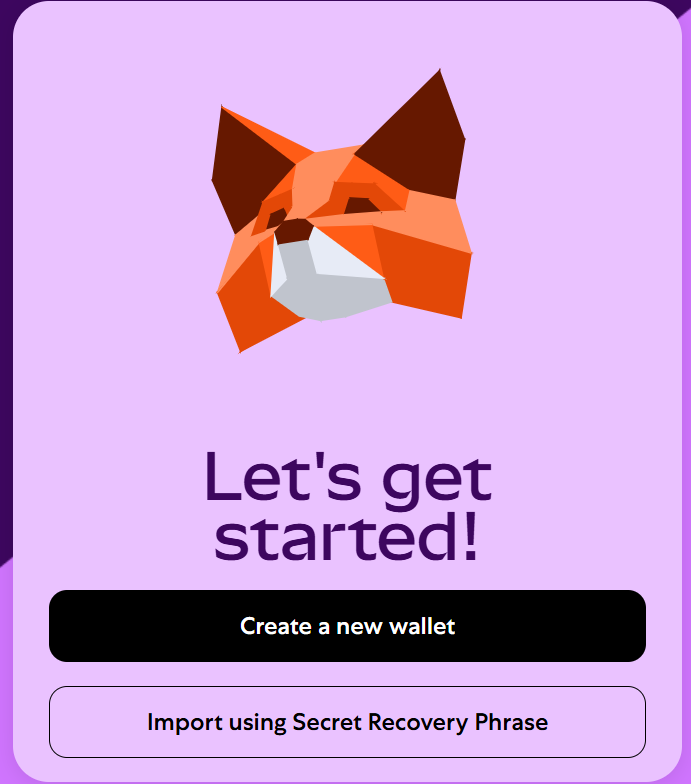 Let's get
started!
Create a new wallet
Import using Secret Recovery Phrase